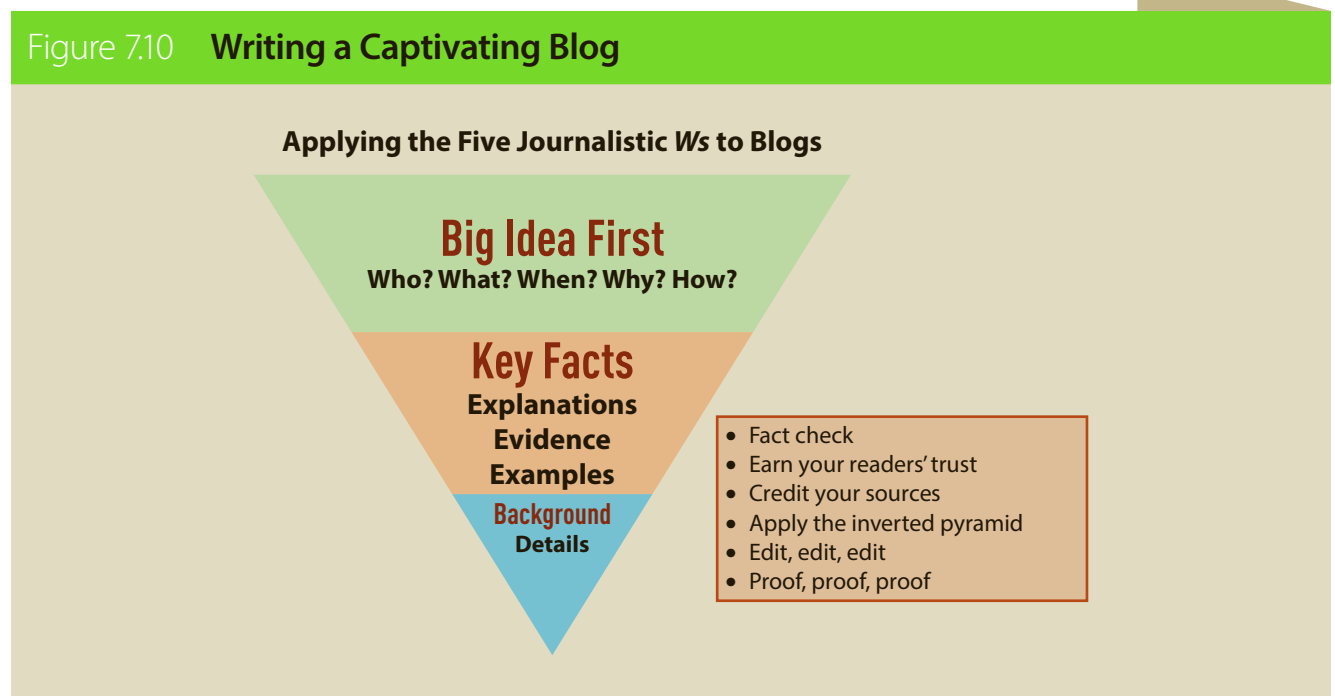 Figure 7.10 Writing a Captivating Blog
Applying the Five Journalistic Ws to Blogs
Big Idea First
Who? What? When? Why? How?
Key Facts
Explanations
Evidence
Examples
Background
Details
• Fact check
• Earn your readers’ trust
• Credit your sources
• Apply the inverted pyramid
• Edit, edit, edit
• Proof, proof, proof